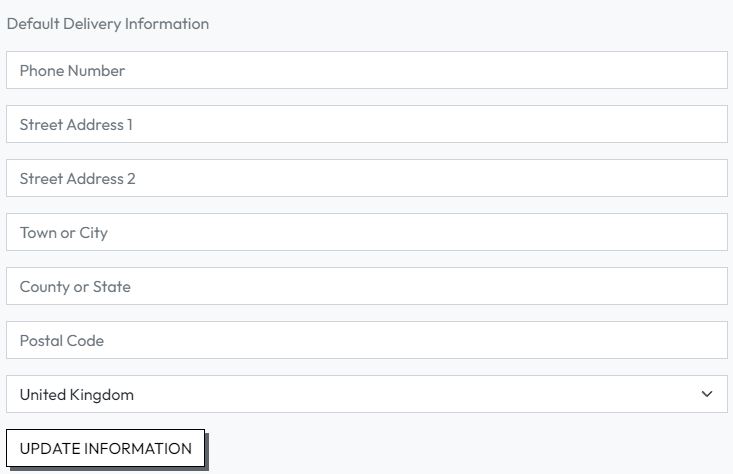 Default Delivery Information
Phone Number
Street Address 1
Street Address 2
Town or City
County or State
Postal Code
United Kingdom
UPDATE INFORMATION